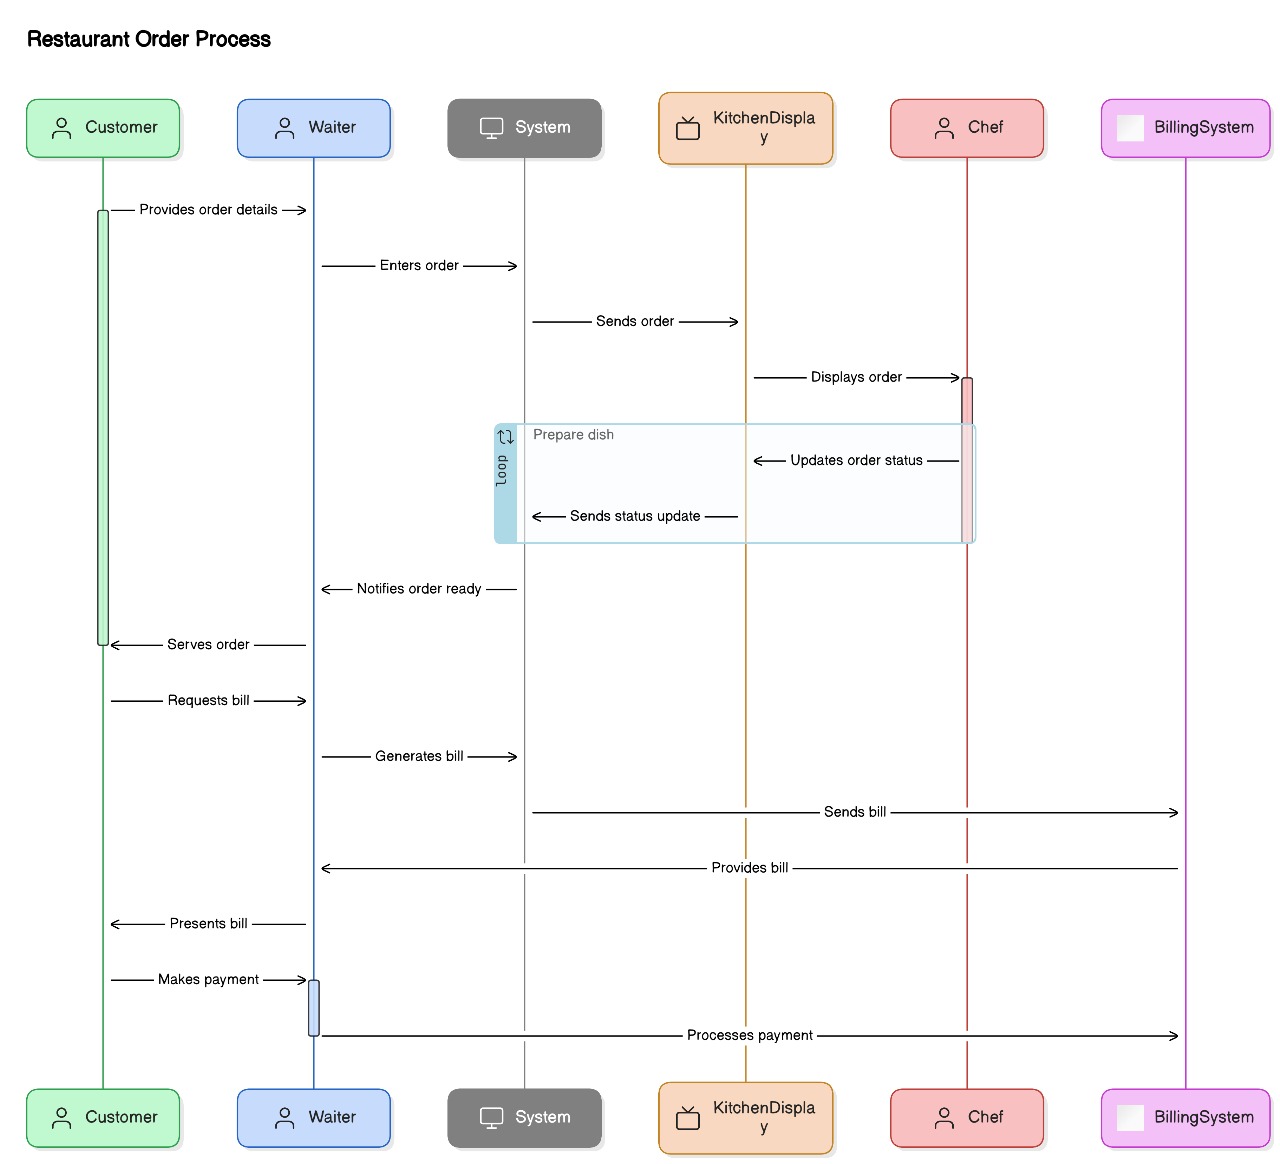 Restaurant Order Process
Customer
Waiter
System
KitchenDispla
y
Chef
BillingSystem
Provides order details
Enters order
Sends order
Displays order
loop
Prepare dish
Updates order status
Sends status update
Notifies order ready
Serves order
Requests bill
Generates bill
Sends bill
Provides bill
Presents bill
Makes payment
Processes payment
Customer
Waiter
System
KitchenDispla
y
Chef
BillingSystem